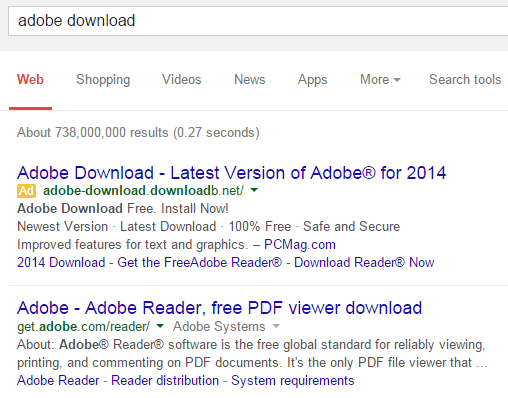 adobe download
Web Shopping Videos News Apps More Search tools
About 738,000,000 results (0.27 seconds)
Adobe Download - Latest Version of Adobe® for 2014
Ad adobe-download.downloadb.net/
Adobe Download Free. Install Now!
Newest Version · Latest Download · 100% Free · Safe and Secure
Improved features for text and graphics. – PCMag.com
2014 Download - Get the FreeAdobe Reader® - Download Reader® Now
Adobe - Adobe Reader, free PDF viewer download
get.adobe.com/reader/ Adobe Systems
About: Adobe® Reader® software is the free global standard for reliably viewing,
printing, and commenting on PDF documents. It's the only PDF file viewer that ...
Adobe Reader - Reader distribution - System requirements